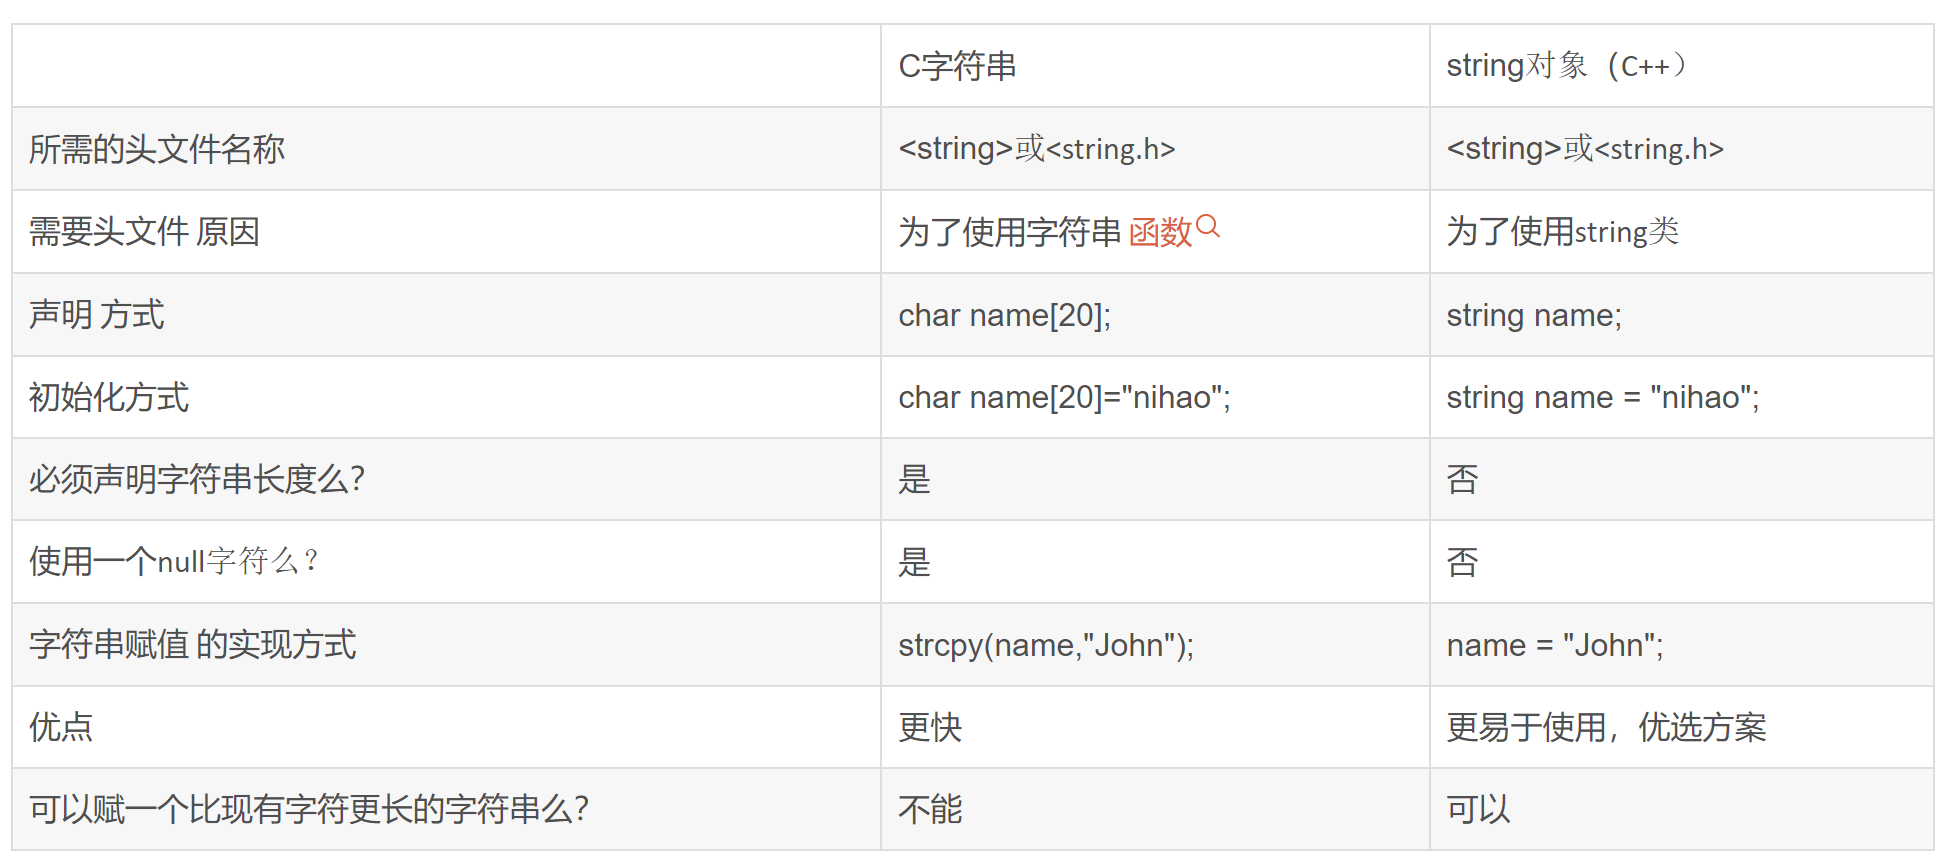 C字符串 string对象（C++）
所需的头文件名称 <string>或<string.h> <string>或<string.h>
需要头文件 原因 为了使用字符串 函数 为了使用string类
声明 方式 char name[20]; string name;
初始化方式 char name[20]="nihao"; string name = "nihao";
必须声明字符串长度么？ 是 否
使用一个null字符么？ 是 否
字符串赋值 的实现方式 strcpy(name,"John"); name = "John";
优点 更快 更易于使用，优选方案
可以赋一个比现有字符更长的字符串么？ 不能 可以